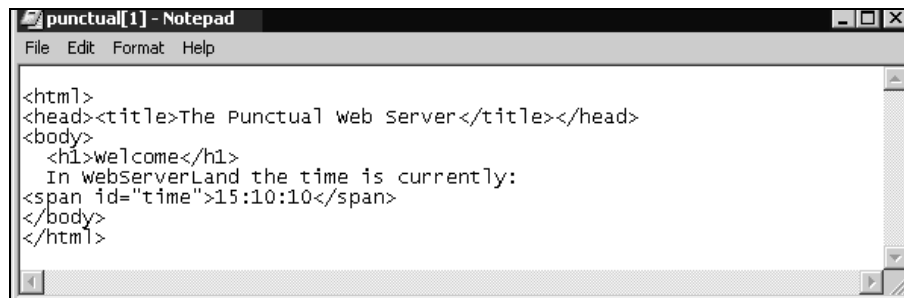 punctual[1] - Notepad
File Edit Format Help
<html>
<head><title>The Punctual Web Server</title></head>
<body>
<h1>Welcome</h1>
In WebServerLand the time is currently:
<span id="time">15:10:10</span>
</body>
</html>